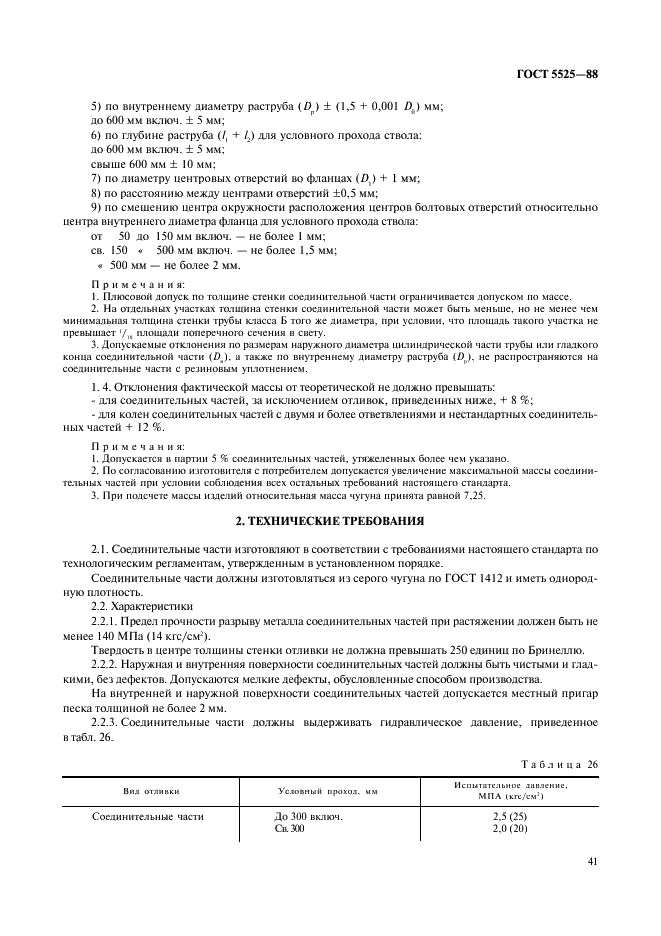 ГОСТ 5525—88
5) по внутреннему диаметру раструба (Dр) ± (1,5 + 0,001 D0) мм;
до 600 мм включ. ± 5 мм;
6) по глубине раструба (l1 + l2) для условного прохода ствола:
до 600 мм включ. ± 5 мм;
свыше 600 мм ± 10 мм;
7) по диаметру центровых отверстий во фланцах (D1) + 1 мм;
8) по расстоянию между центрами отверстий ±0,5 мм;
9) по смещению центра окружности расположения центров болтовых отверстий относительно
центра внутреннего диаметра фланца для условного прохода ствола:
от 50 до 150 мм включ. — не более 1 мм;
св. 150 « 500 мм включ. — не более 1,5 мм;
« 500 мм — не более 2 мм.
Примечания:
1. Плюсовой допуск по толщине стенки соединительной части ограничивается допуском по массе.
2. На отдельных участках толщина стенки соединительной части может быть меньше, но не менее чем
минимальная толщина стенки трубы класса Б того же диаметра, при условии, что площадь такого участка не
превышает 1/10 площади поперечного сечения в свету.
3. Допускаемые отклонения по размерам наружного диаметра цилиндрической части трубы или гладкого
конца соединительной части (Dн), а также по внутреннему диаметру раструба (Dр), не распространяются на
соединительные части с резиновым уплотнением.
1. 4. Отклонения фактической массы от теоретической не должно превышать:
- для соединительных частей, за исключением отливок, приведенных ниже, + 8 %;
- для колен соединительных частей с двумя и более ответвлениями и нестандартных соединитель-
ных частей + 12 %.
Примечания:
1. Допускается в партии 5 % соединительных частей, утяжеленных более чем указано.
2. По согласованию изготовителя с потребителем допускается увеличение максимальной массы соедини-
тельных частей при условии соблюдения всех остальных требований настоящего стандарта.
3. При подсчете массы изделий относительная масса чугуна принята равной 7,25.
2. ТЕХНИЧЕСКИЕ ТРЕБОВАНИЯ
2.1. Соединительные части изготовляют в соответствии с требованиями настоящего стандарта по
технологическим регламентам, утвержденным в установленном порядке.
Соединительные части должны изготовляться из серого чугуна по ГОСТ 1412 и иметь однород-
ную плотность.
2.2. Характеристики
2.2.1. Предел прочности разрыву металла соединительных частей при растяжении должен быть не
менее 140 МПа (14 кгс/см²).
Твердость в центре толщины стенки отливки не должна превышать 250 единиц по Бринеллю.
2.2.2. Наружная и внутренняя поверхности соединительных частей должны быть чистыми и глад-
кими, без дефектов. Допускаются мелкие дефекты, обусловленные способом производства.
На внутренней и наружной поверхности соединительных частей допускается местный пригар
песка толщиной не более 2 мм.
2.2.3. Соединительные части должны выдерживать гидравлическое давление, приведенное
в табл. 26.
Таблица 26
Вид отливки
Условный проход, мм
Испытательное давление,
МПА (кгс/см²)
Соединительные части
До 300 включ.
2,5 (25)
Св. 300
2,0 (20)
41